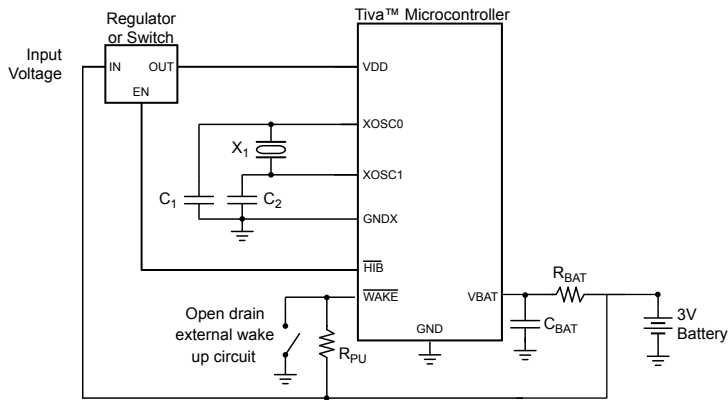 Tiva™ Microcontroller
Regulator
or Switch
Input
Voltage
IN
OUT
EN
VDD
XOSC0
X1
XOSC1
C1
C2
GNDX
HIB
WAKE
VBAT
RBAT
Open drain
external wake
up circuit
RPU
GND
CBAT
3V
Battery